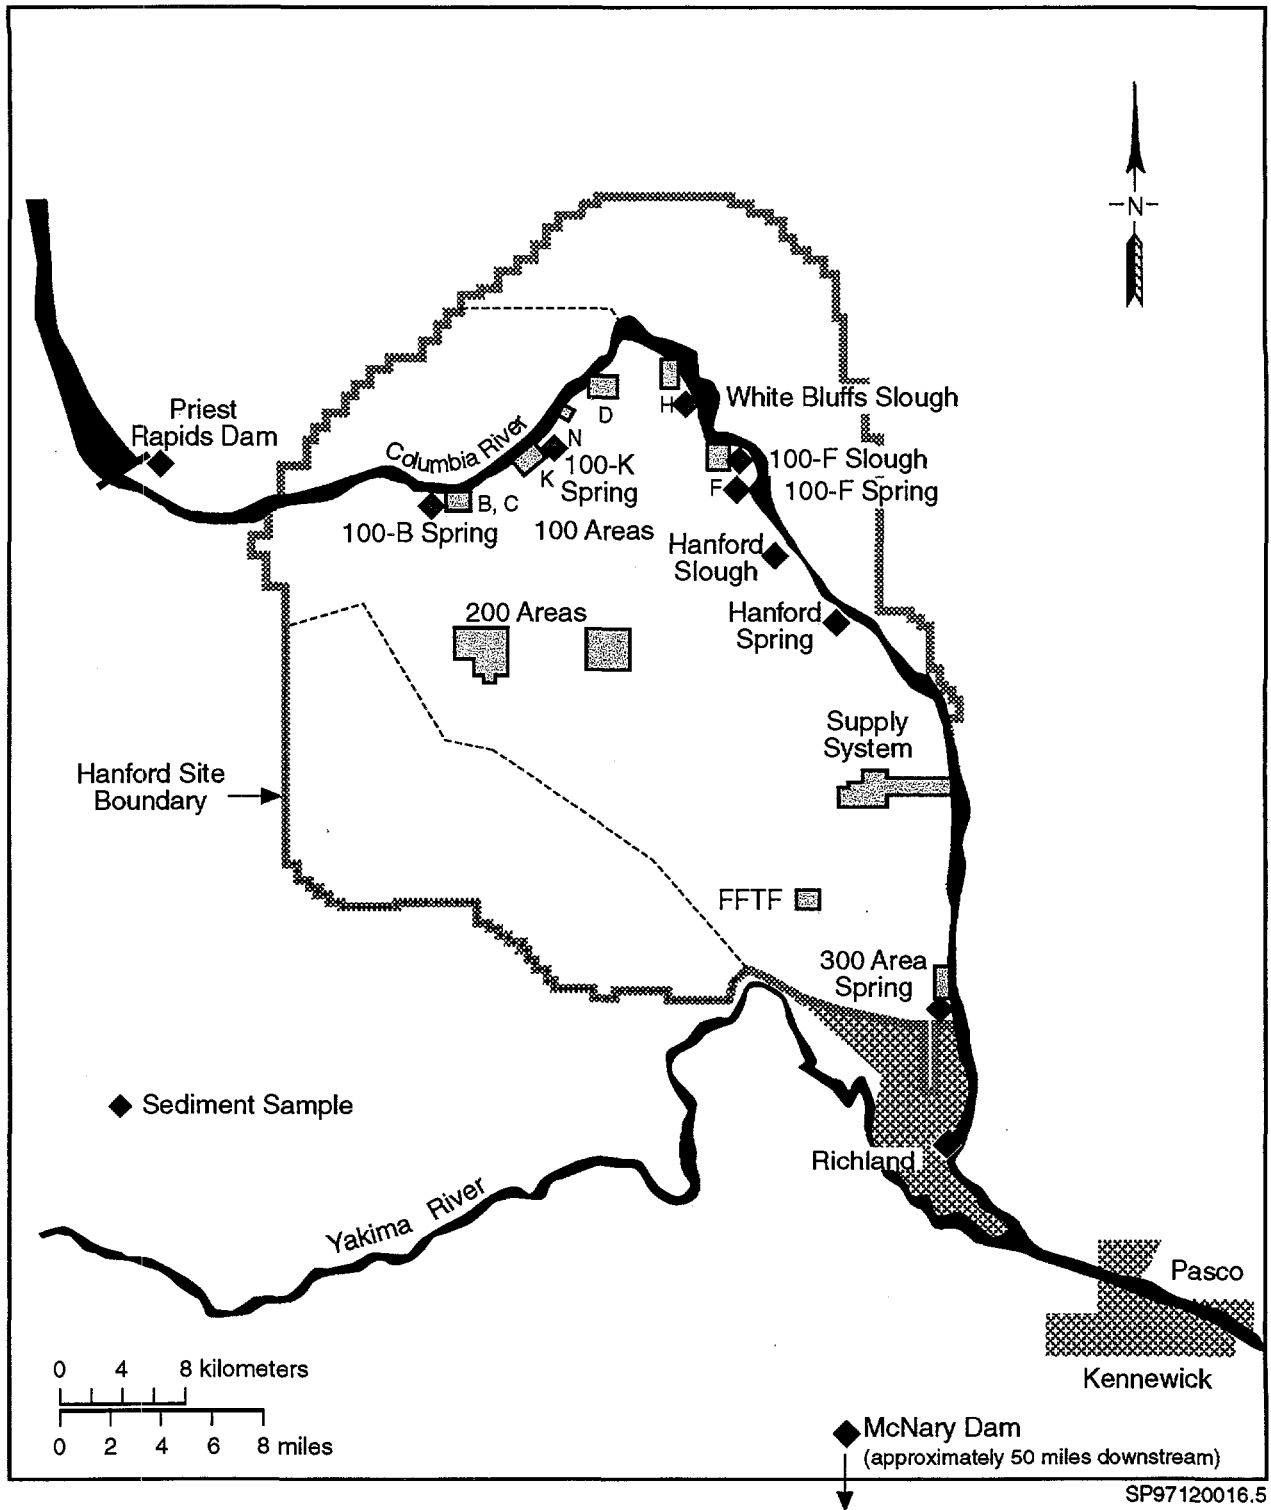 N
Priest
Rapids Dam
Columbia River
D
H
White Bluffs Slough
N
K
100-K
Spring
100-F Slough
F
100-F Spring
B, C
100-B Spring
100 Areas
Hanford
Slough
Hanford
Spring
200 Areas
Supply
System
Hanford Site
Boundary
FFTF
300 Area
Spring
Sediment Sample
Richland
Yakima River
Pasco
Kennewick
0 4 8 kilometers
0 2 4 6 8 miles
McNary Dam
(approximately 50 miles downstream)
SP97120016.5